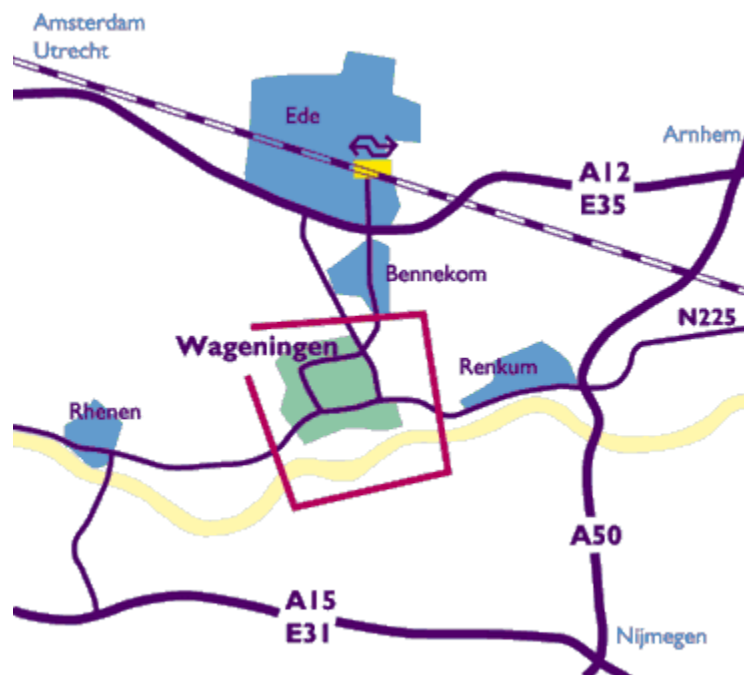 Amsterdam
Utrecht
Ede
Arnhem
A12
E35
Bennekom
N225
Wageningen
Renkum
Rhenen
A50
A15
E31
Nijmegen